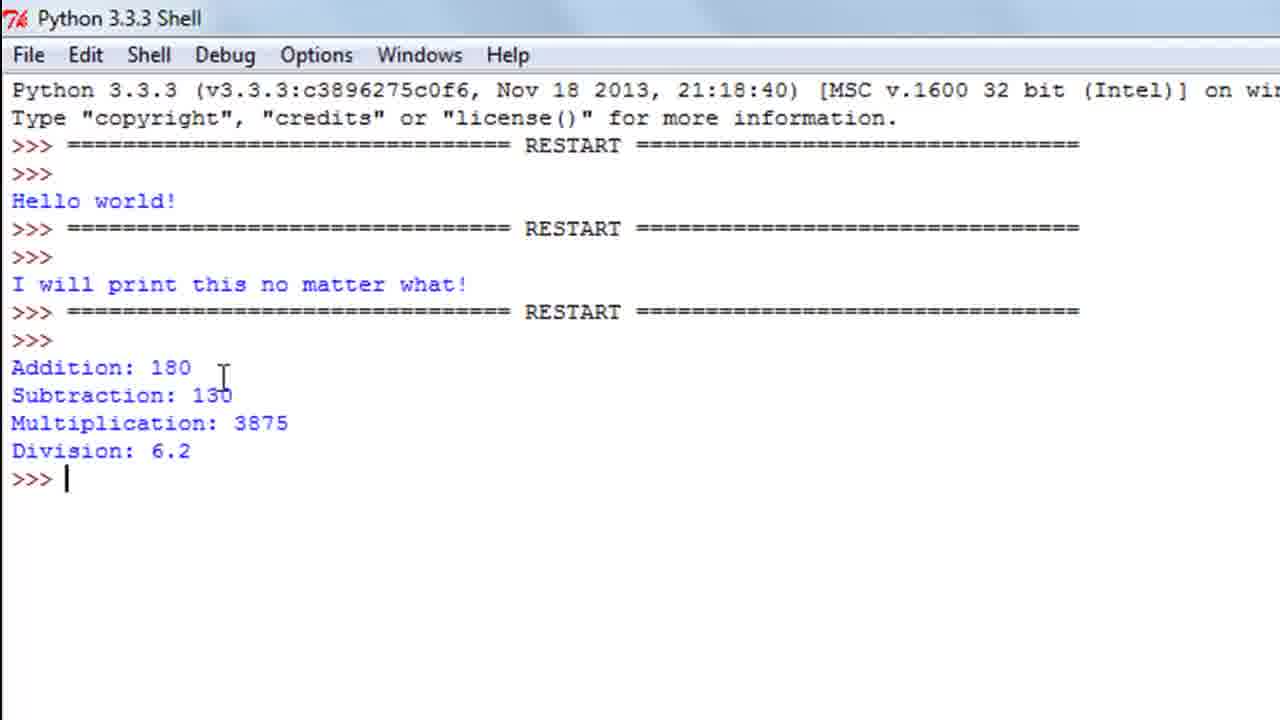 Python 3.3.3 Shell
File Edit Shell Debug Options Windows Help
Python 3.3.3 (v3.3.3:c3896275c0f6, Nov 18 2013, 21:18:40) [MSC v.1600 32 bit (Intel)] on win
Type "copyright", "credits" or "license()" for more information.
>>> ================================ RESTART ================================
>>>
Hello world!
>>> ================================ RESTART ================================
>>>
I will print this no matter what!
>>> ================================ RESTART ================================
>>>
Addition: 180
Subtraction: 130
Multiplication: 3875
Division: 6.2
>>>